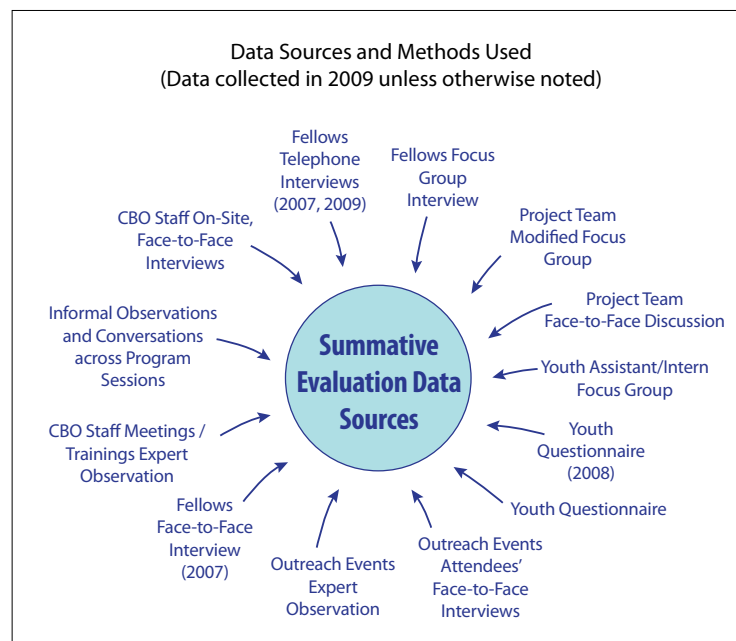 Data Sources and Methods Used
(Data collected in 2009 unless otherwise noted)
Fellows
Telephone
Interviews
(2007, 2009)
Fellows Focus
Group
Interview
Project Team
Modified Focus
Group
Project Team
Face-to-Face Discussion
Youth Assistant/Intern
Focus Group
Youth
Questionnaire
(2008)
Youth Questionnaire
Outreach Events
Attendees’
Face-to-Face
Interviews
Outreach Events
Expert
Observation
Fellows
Face-to-Face
Interview
(2007)
CBO Staff Meetings /
Trainings Expert
Observation
Informal Observations
and Conversations
across Program
Sessions
CBO Staff On-Site,
Face-to-Face
Interviews
Summative
Evaluation Data
Sources